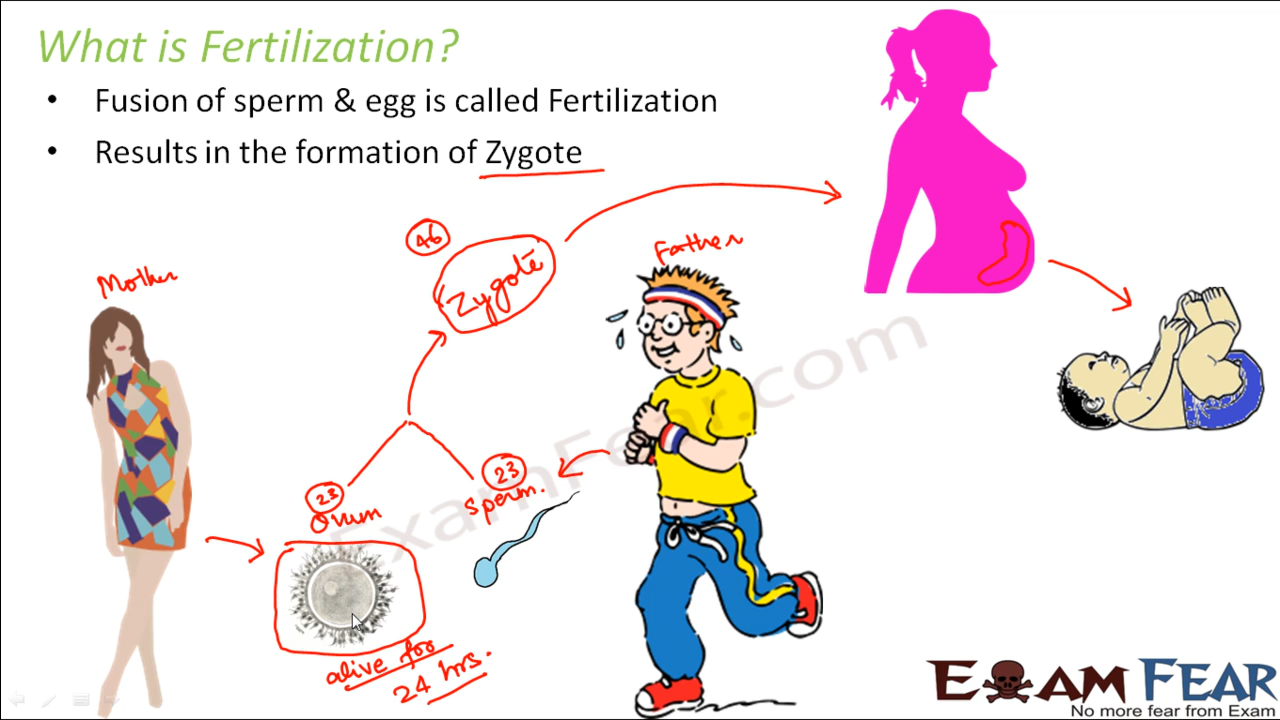 What is Fertilization?
• Fusion of sperm & egg is called Fertilization
• Results in the formation of Zygote
46
Zygote
Mother
Father
23
Ovum
23
sperm.
alive for
24 hrs.
ExamFear.com
EXAM FEAR
No more fear from Exam